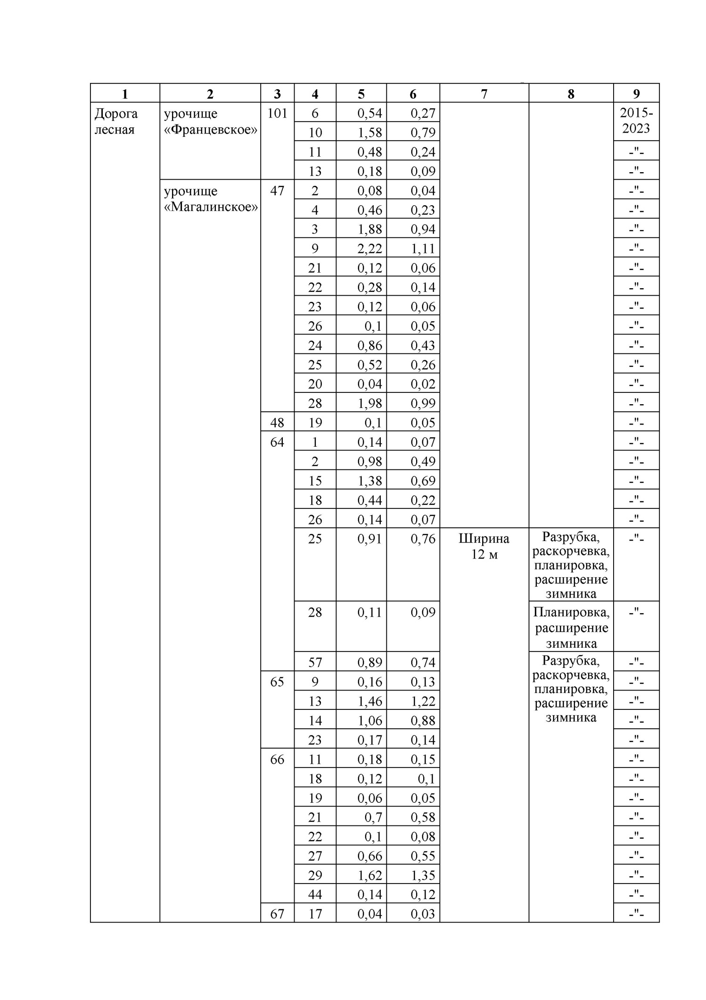 1 2 3 4 5 6 7 8 9
Дорога лесная урочище «Францевское» 101 6 0,54 0,27 2015-2023
10 1,58 0,79
11 0,48 0,24 -"-
13 0,18 0,09 -"-
урочище «Магалинское» 47 2 0,08 0,04 -"-
4 0,46 0,23 -"-
3 1,88 0,94 -"-
9 2,22 1,11 -"-
21 0,12 0,06 -"-
22 0,28 0,14 -"-
23 0,12 0,06 -"-
26 0,1 0,05 -"-
24 0,86 0,43 -"-
25 0,52 0,26 -"-
20 0,04 0,02 -"-
28 1,98 0,99 -"-
48 19 0,1 0,05 -"-
64 1 0,14 0,07 -"-
2 0,98 0,49 -"-
15 1,38 0,69 -"-
18 0,44 0,22 -"-
26 0,14 0,07 -"-
25 0,91 0,76 Ширина 12 м Разрубка, раскорчевка, планировка, расширение зимника -"-
28 0,11 0,09 Планировка, расширение зимника -"-
57 0,89 0,74 Разрубка, раскорчевка, планировка, расширение зимника -"-
65 9 0,16 0,13 -"-
13 1,46 1,22 -"-
14 1,06 0,88 -"-
23 0,17 0,14 -"-
66 11 0,18 0,15 -"-
18 0,12 0,1 -"-
19 0,06 0,05 -"-
21 0,7 0,58 -"-
22 0,1 0,08 -"-
27 0,66 0,55 -"-
29 1,62 1,35 -"-
44 0,14 0,12 -"-
67 17 0,04 0,03 -"-